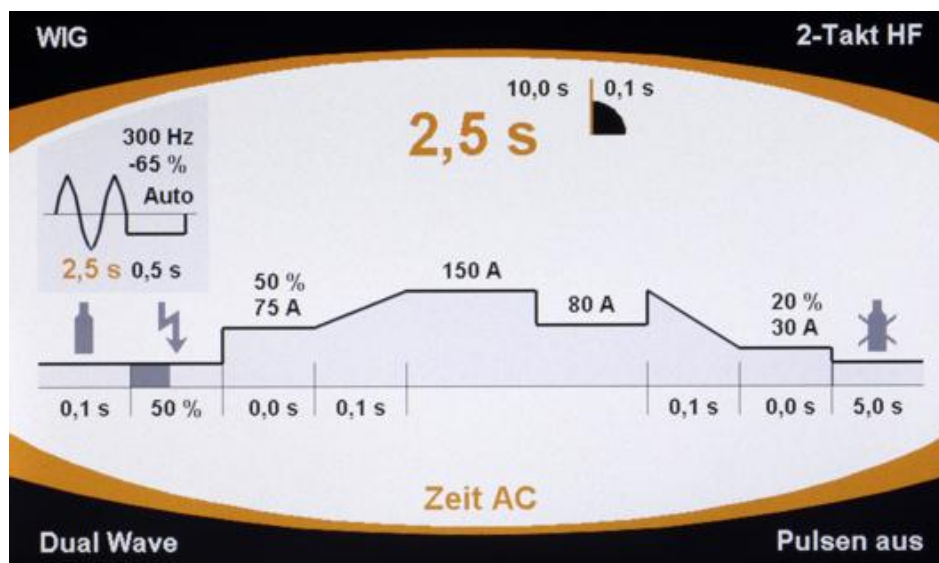 WIG
2-Takt HF
10,0 s 0,1 s
2,5 s
300 Hz
-65 %
Auto
2,5 s 0,5 s
50 %
75 A
150 A
80 A
20 %
30 A
0,1 s 50 % 0,0 s 0,1 s 0,1 s 0,0 s 5,0 s
Zeit AC
Dual Wave
Pulsen aus